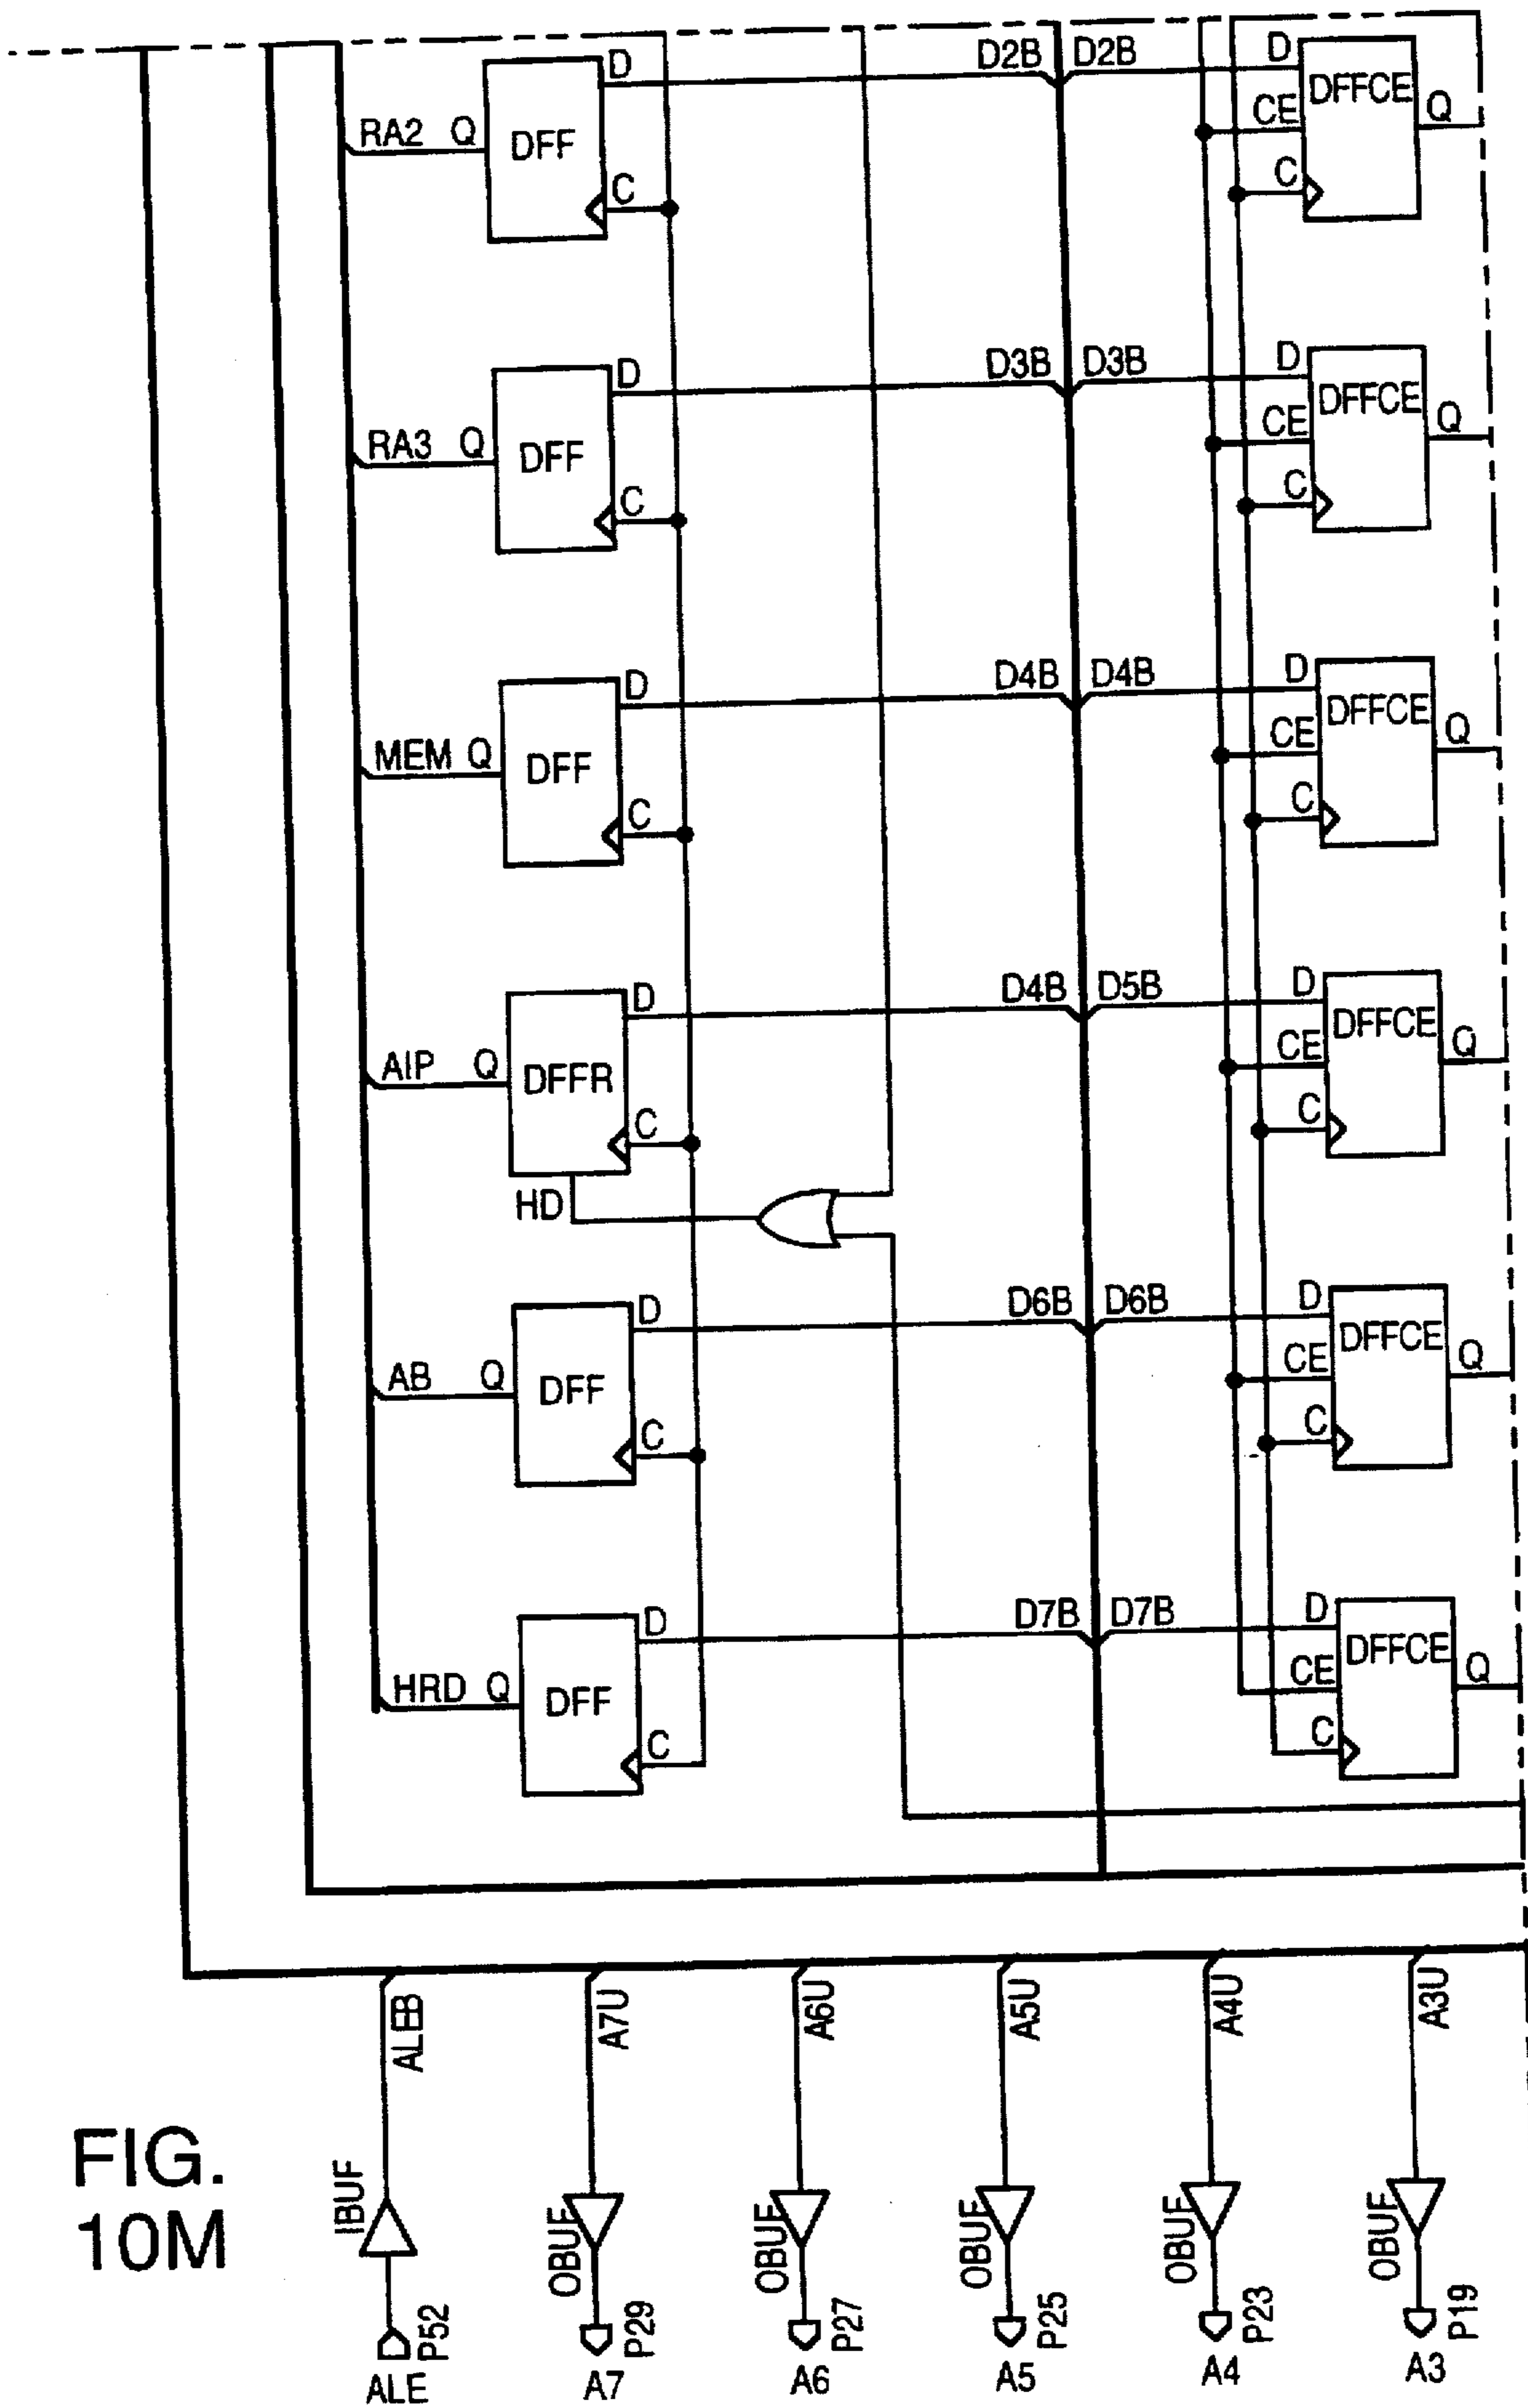 D D2B D2B D
RA2 Q DFF DFFCE
CE Q
C C
D D3B D3B D
RA3 Q DFF DFFCE
CE Q
C C
D D4B D4B D
MEM Q DFF DFFCE
CE Q
C C
D D4B D5B D
AIP Q DFFR DFFCE
CE Q
C C
HD
D D6B D6B D
AB Q DFF DFFCE
CE Q
C C
D D7B D7B D
HRD Q DFF DFFCE
CE Q
C C
A7U A6U A5U A4U A3U
FIG.
10M
IBUF OBUF OBUF OBUF OBUF OBUF
P52 P29 P27 P25 P23 P19
ALE A7 A6 A5 A4 A3